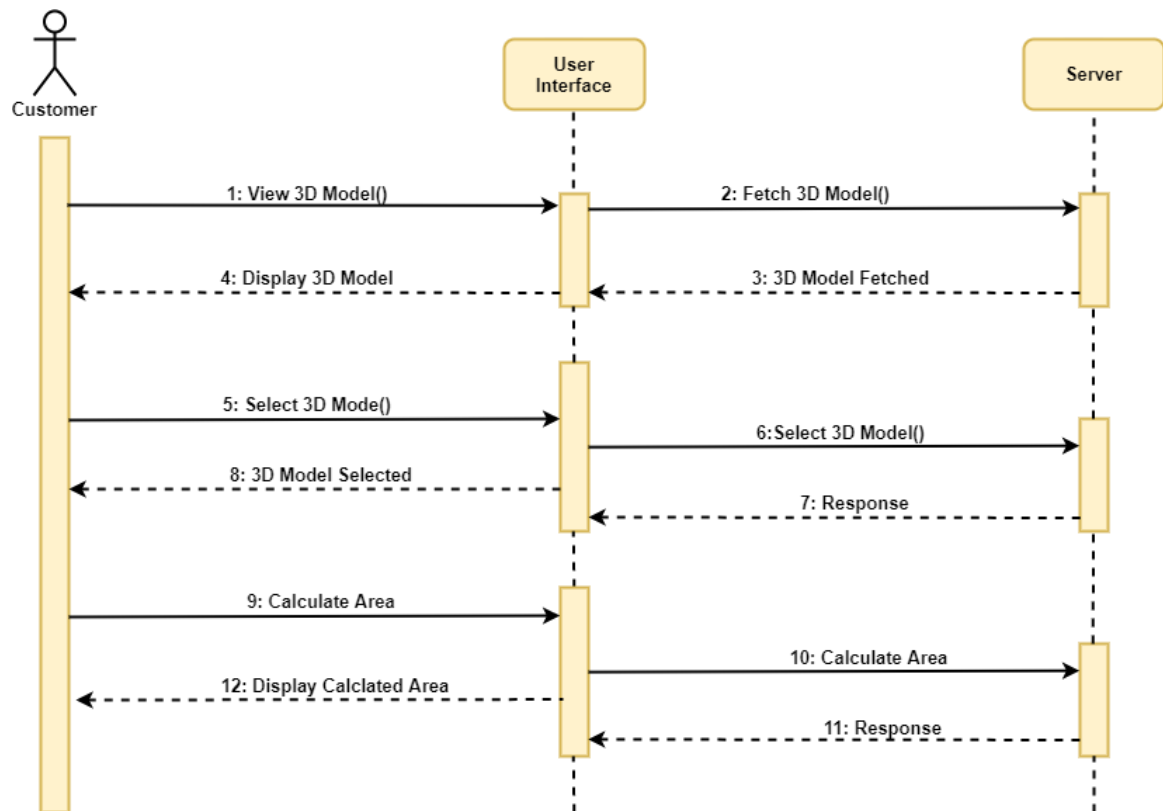 Customer
User
Interface
Server
1: View 3D Model()
2: Fetch 3D Model()
4: Display 3D Model
3: 3D Model Fetched
5: Select 3D Mode()
6:Select 3D Model()
8: 3D Model Selected
7: Response
9: Calculate Area
10: Calculate Area
12: Display Calclated Area
11: Response